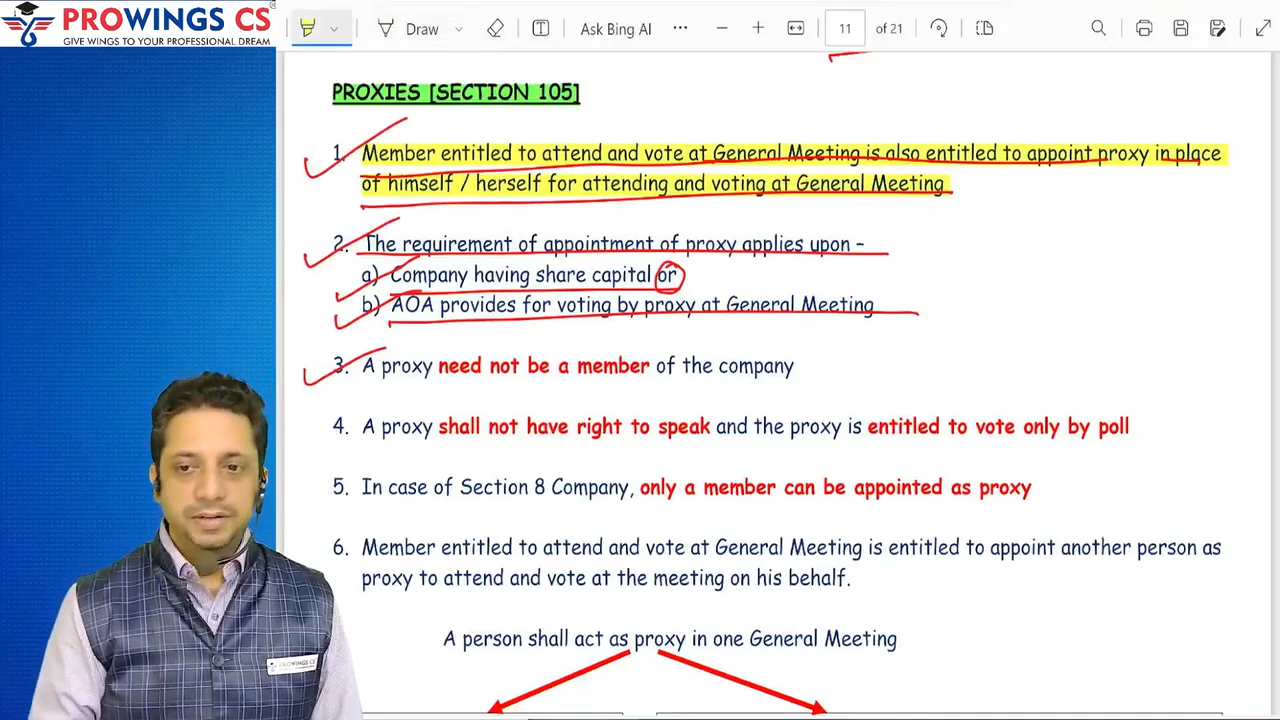 PROWINGS CS
GIVE WINGS TO YOUR PROFESSIONAL DREAM
Draw
Ask Bing AI
11
of 21
PROXIES [SECTION 105]
1. Member entitled to attend and vote at General Meeting is also entitled to appoint proxy in place
of himself / herself for attending and voting at General Meeting
2. The requirement of appointment of proxy applies upon –
a) Company having share capital or
b) AOA provides for voting by proxy at General Meeting
3. A proxy need not be a member of the company
4. A proxy shall not have right to speak and the proxy is entitled to vote only by poll
5. In case of Section 8 Company, only a member can be appointed as proxy
6. Member entitled to attend and vote at General Meeting is entitled to appoint another person as
proxy to attend and vote at the meeting on his behalf.
A person shall act as proxy in one General Meeting
PROWINGS CS